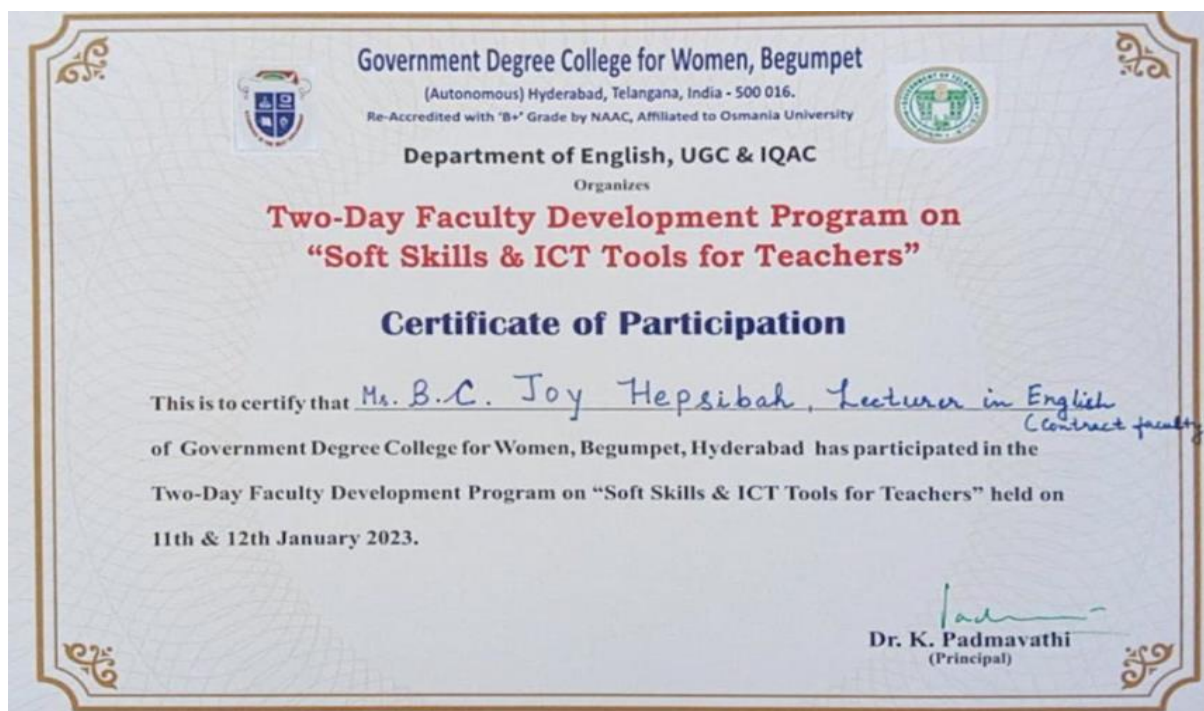 Government Degree College for Women, Begumpet
(Autonomous) Hyderabad, Telangana, India - 500 016.
Re-Accredited with 'B+' Grade by NAAC, Affiliated to Osmania University
Department of English, UGC & IQAC
Organizes
Two-Day Faculty Development Program on
“Soft Skills & ICT Tools for Teachers”
Certificate of Participation
This is to certify that Ms. B.C. Joy Hepsibah, Lecturer in English
(Contract faculty
of Government Degree College for Women, Begumpet, Hyderabad has participated in the
Two-Day Faculty Development Program on “Soft Skills & ICT Tools for Teachers” held on
11th & 12th January 2023.
Dr. K. Padmavathi
(Principal)